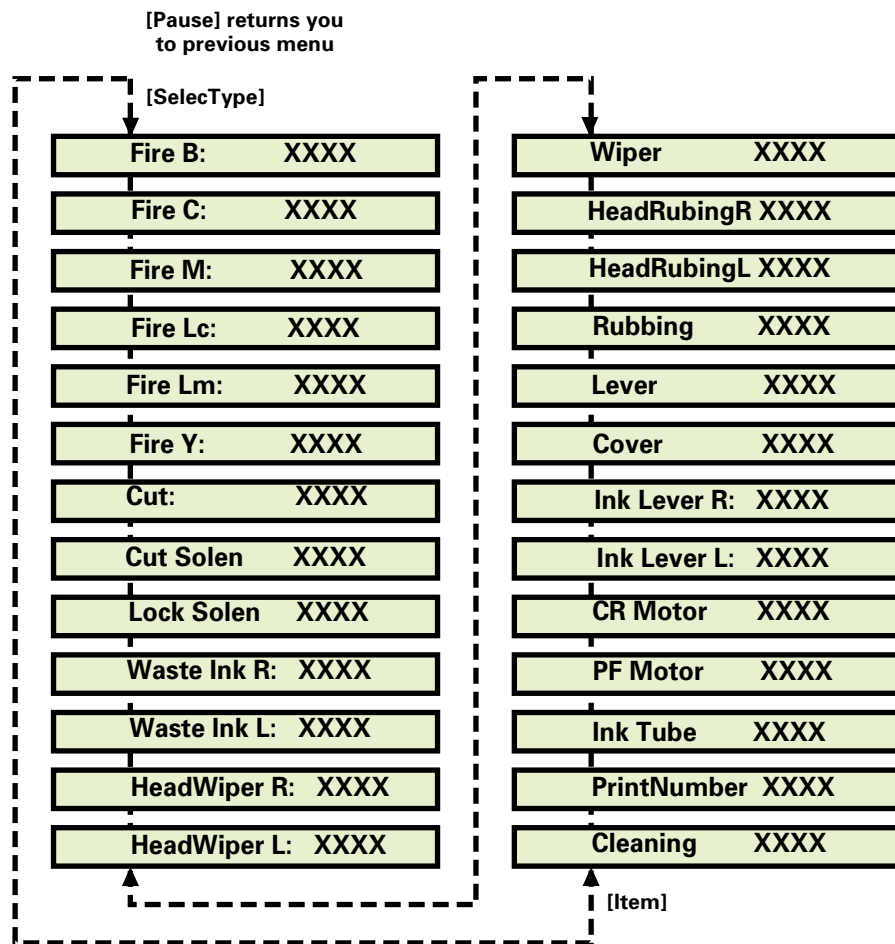 [Pause] returns you
to previous menu
[SelecType]
Fire B: XXXX
Fire C: XXXX
Fire M: XXXX
Fire Lc: XXXX
Fire Lm: XXXX
Fire Y: XXXX
Cut: XXXX
Cut Solen XXXX
Lock Solen XXXX
Waste Ink R: XXXX
Waste Ink L: XXXX
HeadWiper R: XXXX
HeadWiper L: XXXX
Wiper XXXX
HeadRubingR XXXX
HeadRubingL XXXX
Rubbing XXXX
Lever XXXX
Cover XXXX
Ink Lever R: XXXX
Ink Lever L: XXXX
CR Motor XXXX
PF Motor XXXX
Ink Tube XXXX
PrintNumber XXXX
Cleaning XXXX
[Item]